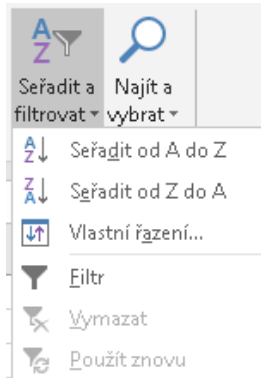 Seřadit a
filtrovat
Najít a
vybrat
Seřadit od A do Z
Seřadit od Z do A
Vlastní řazení...
Filtr
Vymazat
Použít znovu